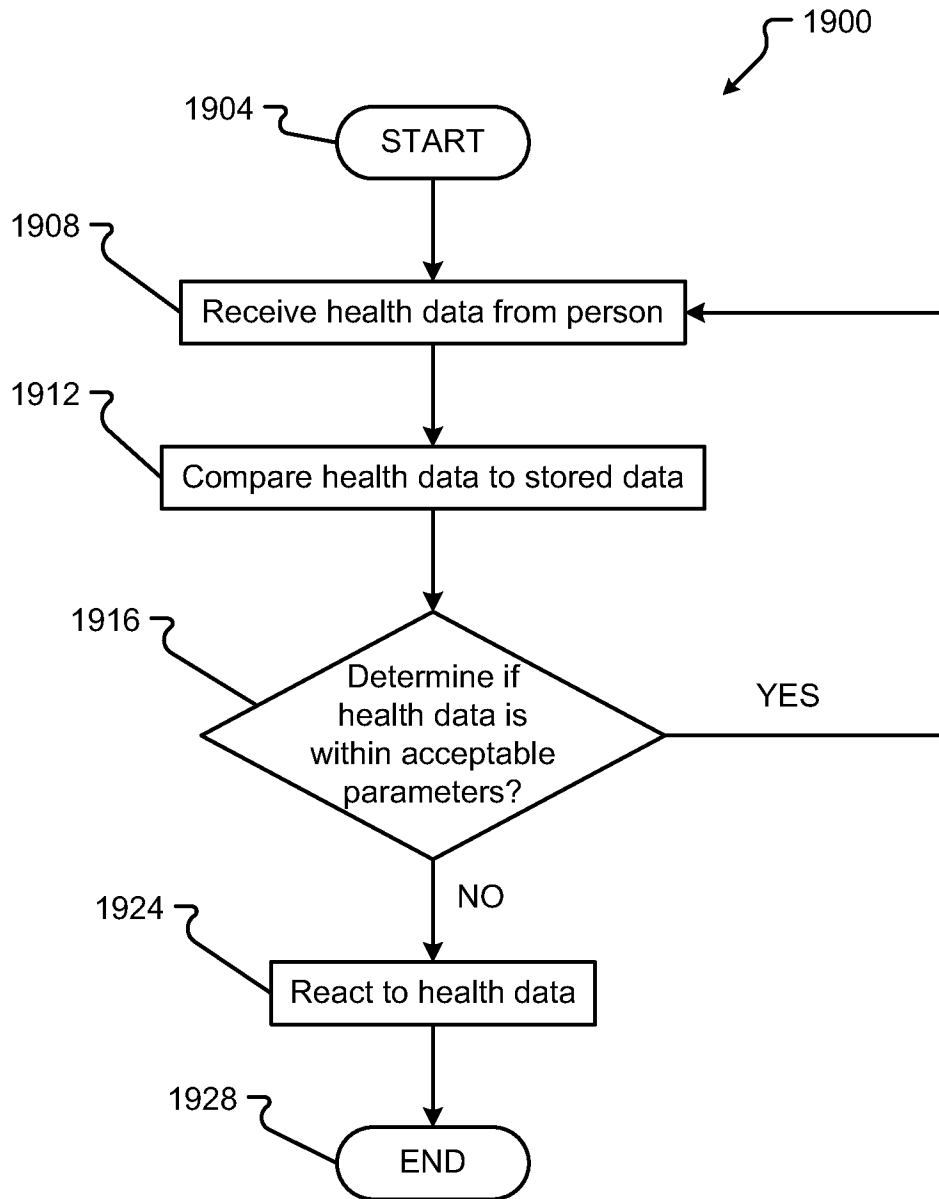 1900
1904
START
1908
Receive health data from person
1912
Compare health data to stored data
1916
Determine if
health data is
within acceptable
parameters?
YES
NO
1924
React to health data
1928
END